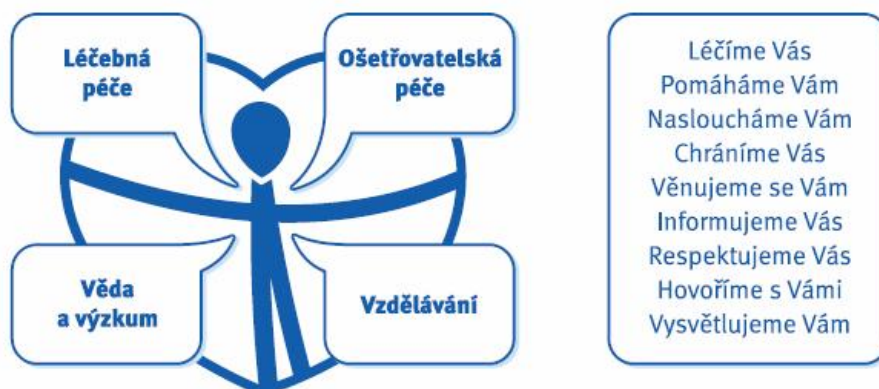 Léčebná
péče
Ošetřovatelská
péče
Věda
a výzkum
Vzdělávání
Léčíme Vás
Pomáháme Vám
Nasloucháme Vám
Chráníme Vás
Věnujeme se Vám
Informujeme Vás
Respektujeme Vás
Hovoříme s Vámi
Vysvětlujeme Vám